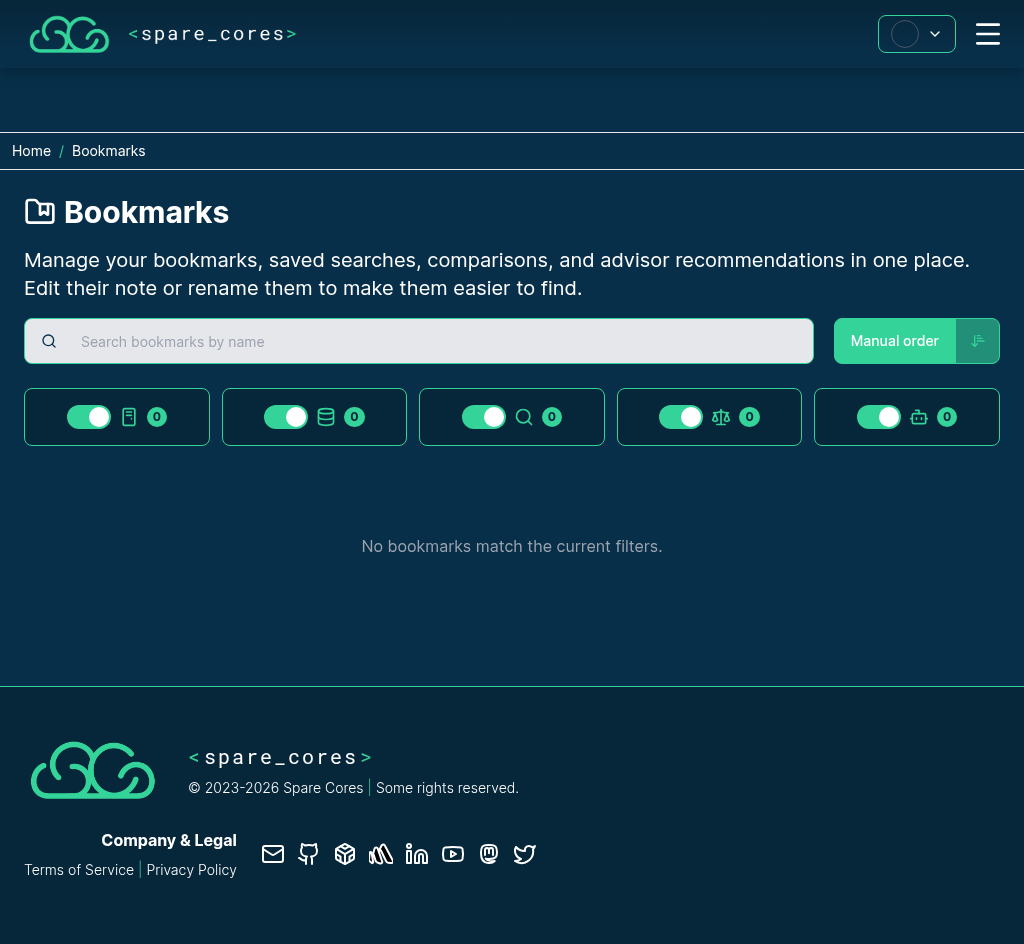 <spare_cores>
Home / Bookmarks
Bookmarks
Manage your bookmarks, saved searches, comparisons, and advisor recommendations in one place.
Edit their note or rename them to make them easier to find.
Search bookmarks by name
Manual order
0
0
0
0
0
No bookmarks match the current filters.
<spare_cores>
© 2023-2026 Spare Cores | Some rights reserved.
Company & Legal
Terms of Service | Privacy Policy